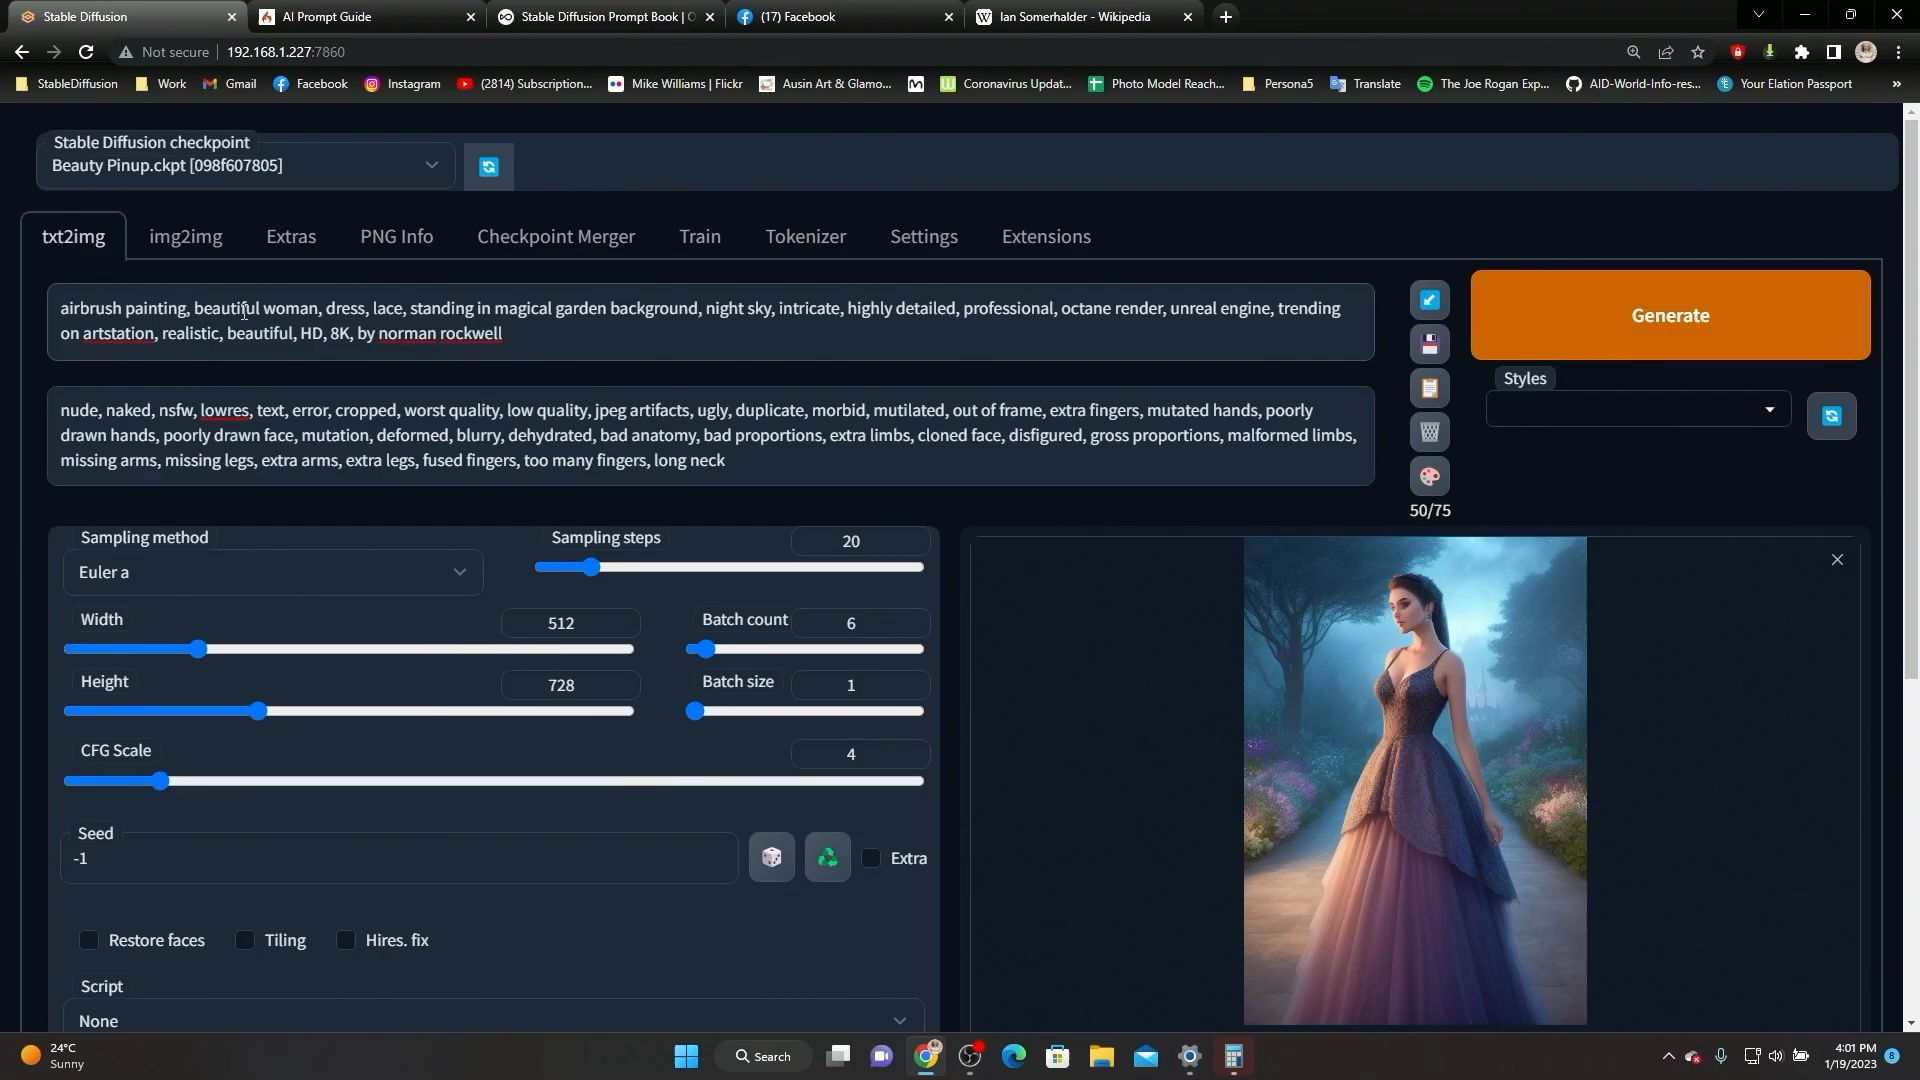 Stable Diffusion
AI Prompt Guide
Stable Diffusion Prompt Book |
(17) Facebook
Ian Somerhalder - Wikipedia
Not secure
192.168.1.227:7860
StableDiffusion
Work
Gmail
Facebook
Instagram
(2814) Subscription...
Mike Williams | Flickr
Ausin Art & Glamo...
Coronavirus Updat...
Photo Model Reach...
Persona5
Translate
The Joe Rogan Exp...
AID-World-Info-res...
Your Elation Passport
»
Stable Diffusion checkpoint
Beauty Pinup.ckpt [098f607805]
txt2img
img2img
Extras
PNG Info
Checkpoint Merger
Train
Tokenizer
Settings
Extensions
airbrush painting, beautiful woman, dress, lace, standing in magical garden background, night sky, intricate, highly detailed, professional, octane render, unreal engine, trending
on artstation, realistic, beautiful, HD, 8K, by norman rockwell
Generate
Styles
nude, naked, nsfw, lowres, text, error, cropped, worst quality, low quality, jpeg artifacts, ugly, duplicate, morbid, mutilated, out of frame, extra fingers, mutated hands, poorly
drawn hands, poorly drawn face, mutation, deformed, blurry, dehydrated, bad anatomy, bad proportions, extra limbs, cloned face, disfigured, gross proportions, malformed limbs,
missing arms, missing legs, extra arms, extra legs, fused fingers, too many fingers, long neck
50/75
Sampling method
Euler a
Sampling steps
20
Width
512
Batch count
6
Height
728
Batch size
1
CFG Scale
4
Seed
-1
Extra
Restore faces
Tiling
Hires. fix
Script
None
24°C
Sunny
Search
4:01 PM
1/19/2023
8